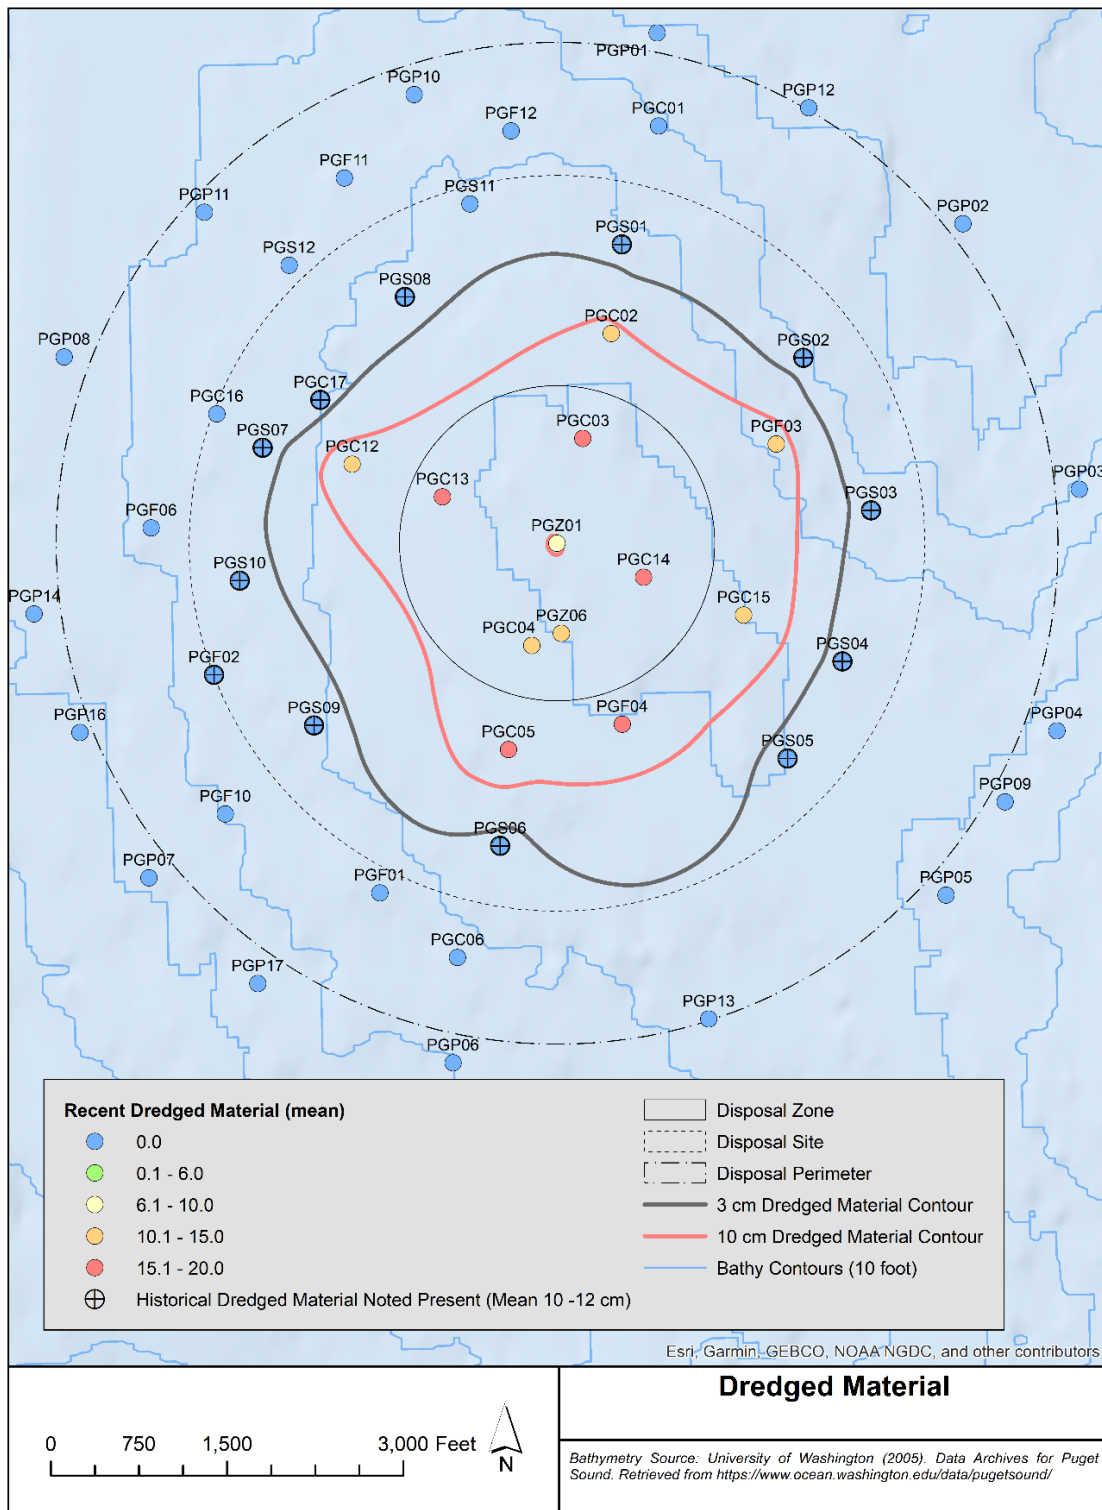 PGP01
PGP10
PGP12
PGF12
PGC01
PGF11
PGS11
PGP11
PGP02
PGS01
PGS12
PGS08
PGC02
PGS02
PGP08
PGC17
PGC16
PGS07
PGC03
PGF03
PGC12
PGC13
PGP03
PGS03
PGF06
PGZ01
PGS10
PGC14
PGP14
PGC15
PGZ06
PGC04
PGS04
PGF02
PGP16
PGS09
PGF04
PGP04
PGC05
PGS05
PGP09
PGF10
PGS06
PGP07
PGF01
PGP05
PGC06
PGP17
PGP13
PGP06
Recent Dredged Material (mean)
0.0
0.1 - 6.0
6.1 - 10.0
10.1 - 15.0
15.1 - 20.0
Historical Dredged Material Noted Present (Mean 10 -12 cm)
Disposal Zone
Disposal Site
Disposal Perimeter
3 cm Dredged Material Contour
10 cm Dredged Material Contour
Bathy Contours (10 foot)
Esri, Garmin, GEBCO, NOAA NGDC, and other contributors
0 750 1,500 3,000 Feet
N
Dredged Material
Bathymetry Source: University of Washington (2005). Data Archives for Puget
Sound. Retrieved from https://www.ocean.washington.edu/data/pugetsound/